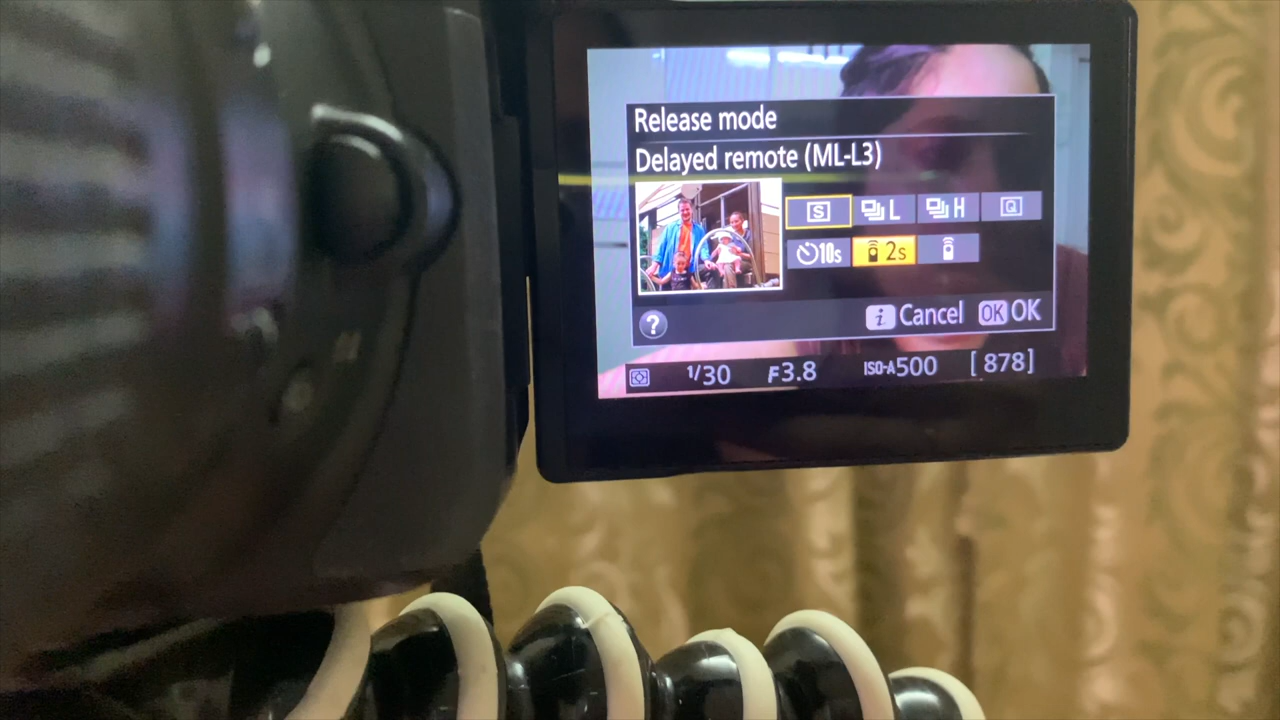 Release mode
Delayed remote (ML-L3)
S L H Q
10s 2s
? i Cancel OK OK
1/30 F3.8 ISO-A500 [878]